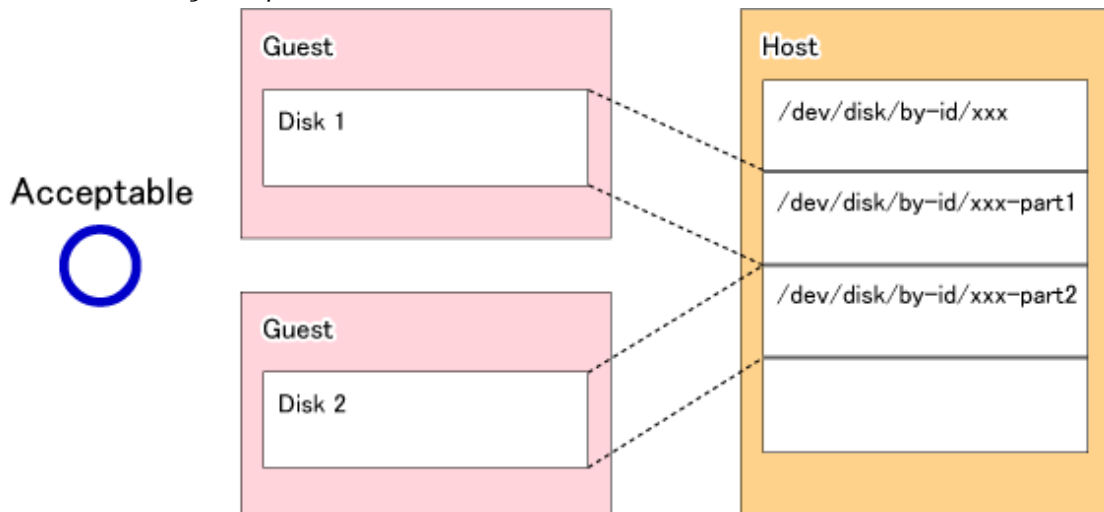 Guest
Host
Disk 1
/dev/disk/by-id/xxx
Acceptable
/dev/disk/by-id/xxx-part1
/dev/disk/by-id/xxx-part2
Guest
Disk 2